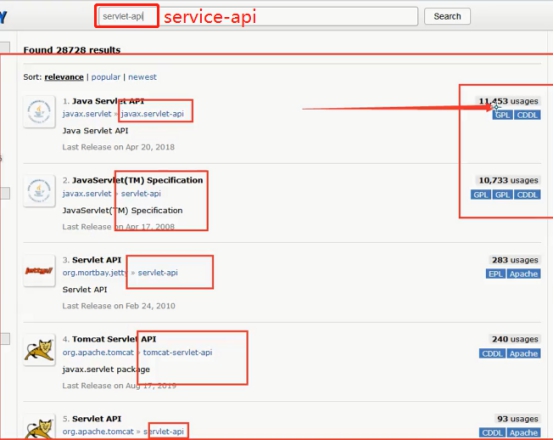 servlet-api service-api Search
Found 28728 results
Sort: relevance | popular | newest
1. Java Servlet API 11,453 usages
javax.servlet » javax.servlet-api GPL CDDL
Java Servlet API
Last Release on Apr 20, 2018
2. JavaServlet(TM) Specification 10,733 usages
javax.servlet » servlet-api GPL GPL CDDL
JavaServlet(TM) Specification
Last Release on Apr 17, 2008
3. Servlet API 283 usages
org.mortbay.jetty » servlet-api EPL Apache
Servlet API
Last Release on Feb 24, 2010
4. Tomcat Servlet API 240 usages
org.apache.tomcat » tomcat-servlet-api CDDL Apache
javax.servlet package
Last Release on Aug 17, 2019
5. Servlet API 93 usages
org.apache.tomcat » servlet-api CDDL Apache